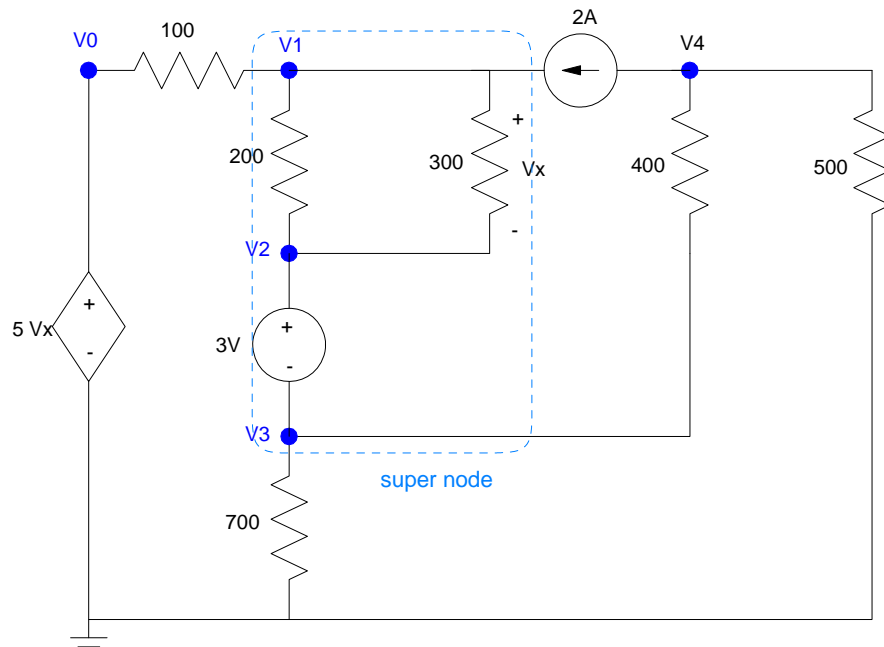 2A
100
V0
V1
V4
+
200
300
Vx
400
500
-
V2
+
5 Vx
-
+
3V
-
V3
super node
700